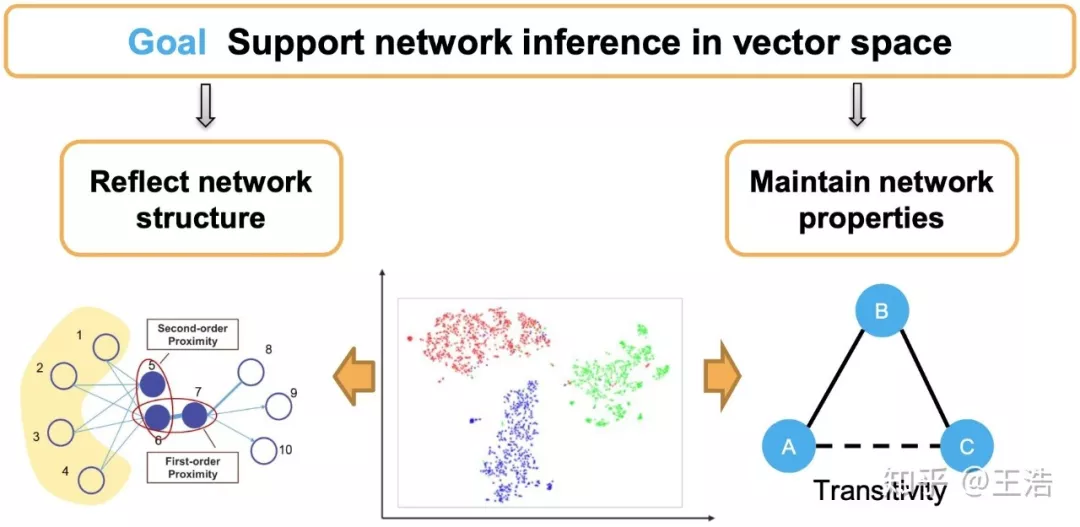 Goal Support network inference in vector space
Reflect network
structure
Maintain network
properties
Second-order
Proximity
First-order
Proximity
1
2
3
4
5
6
7
8
9
10
B
A
C
Transitivity
知乎 @王浩